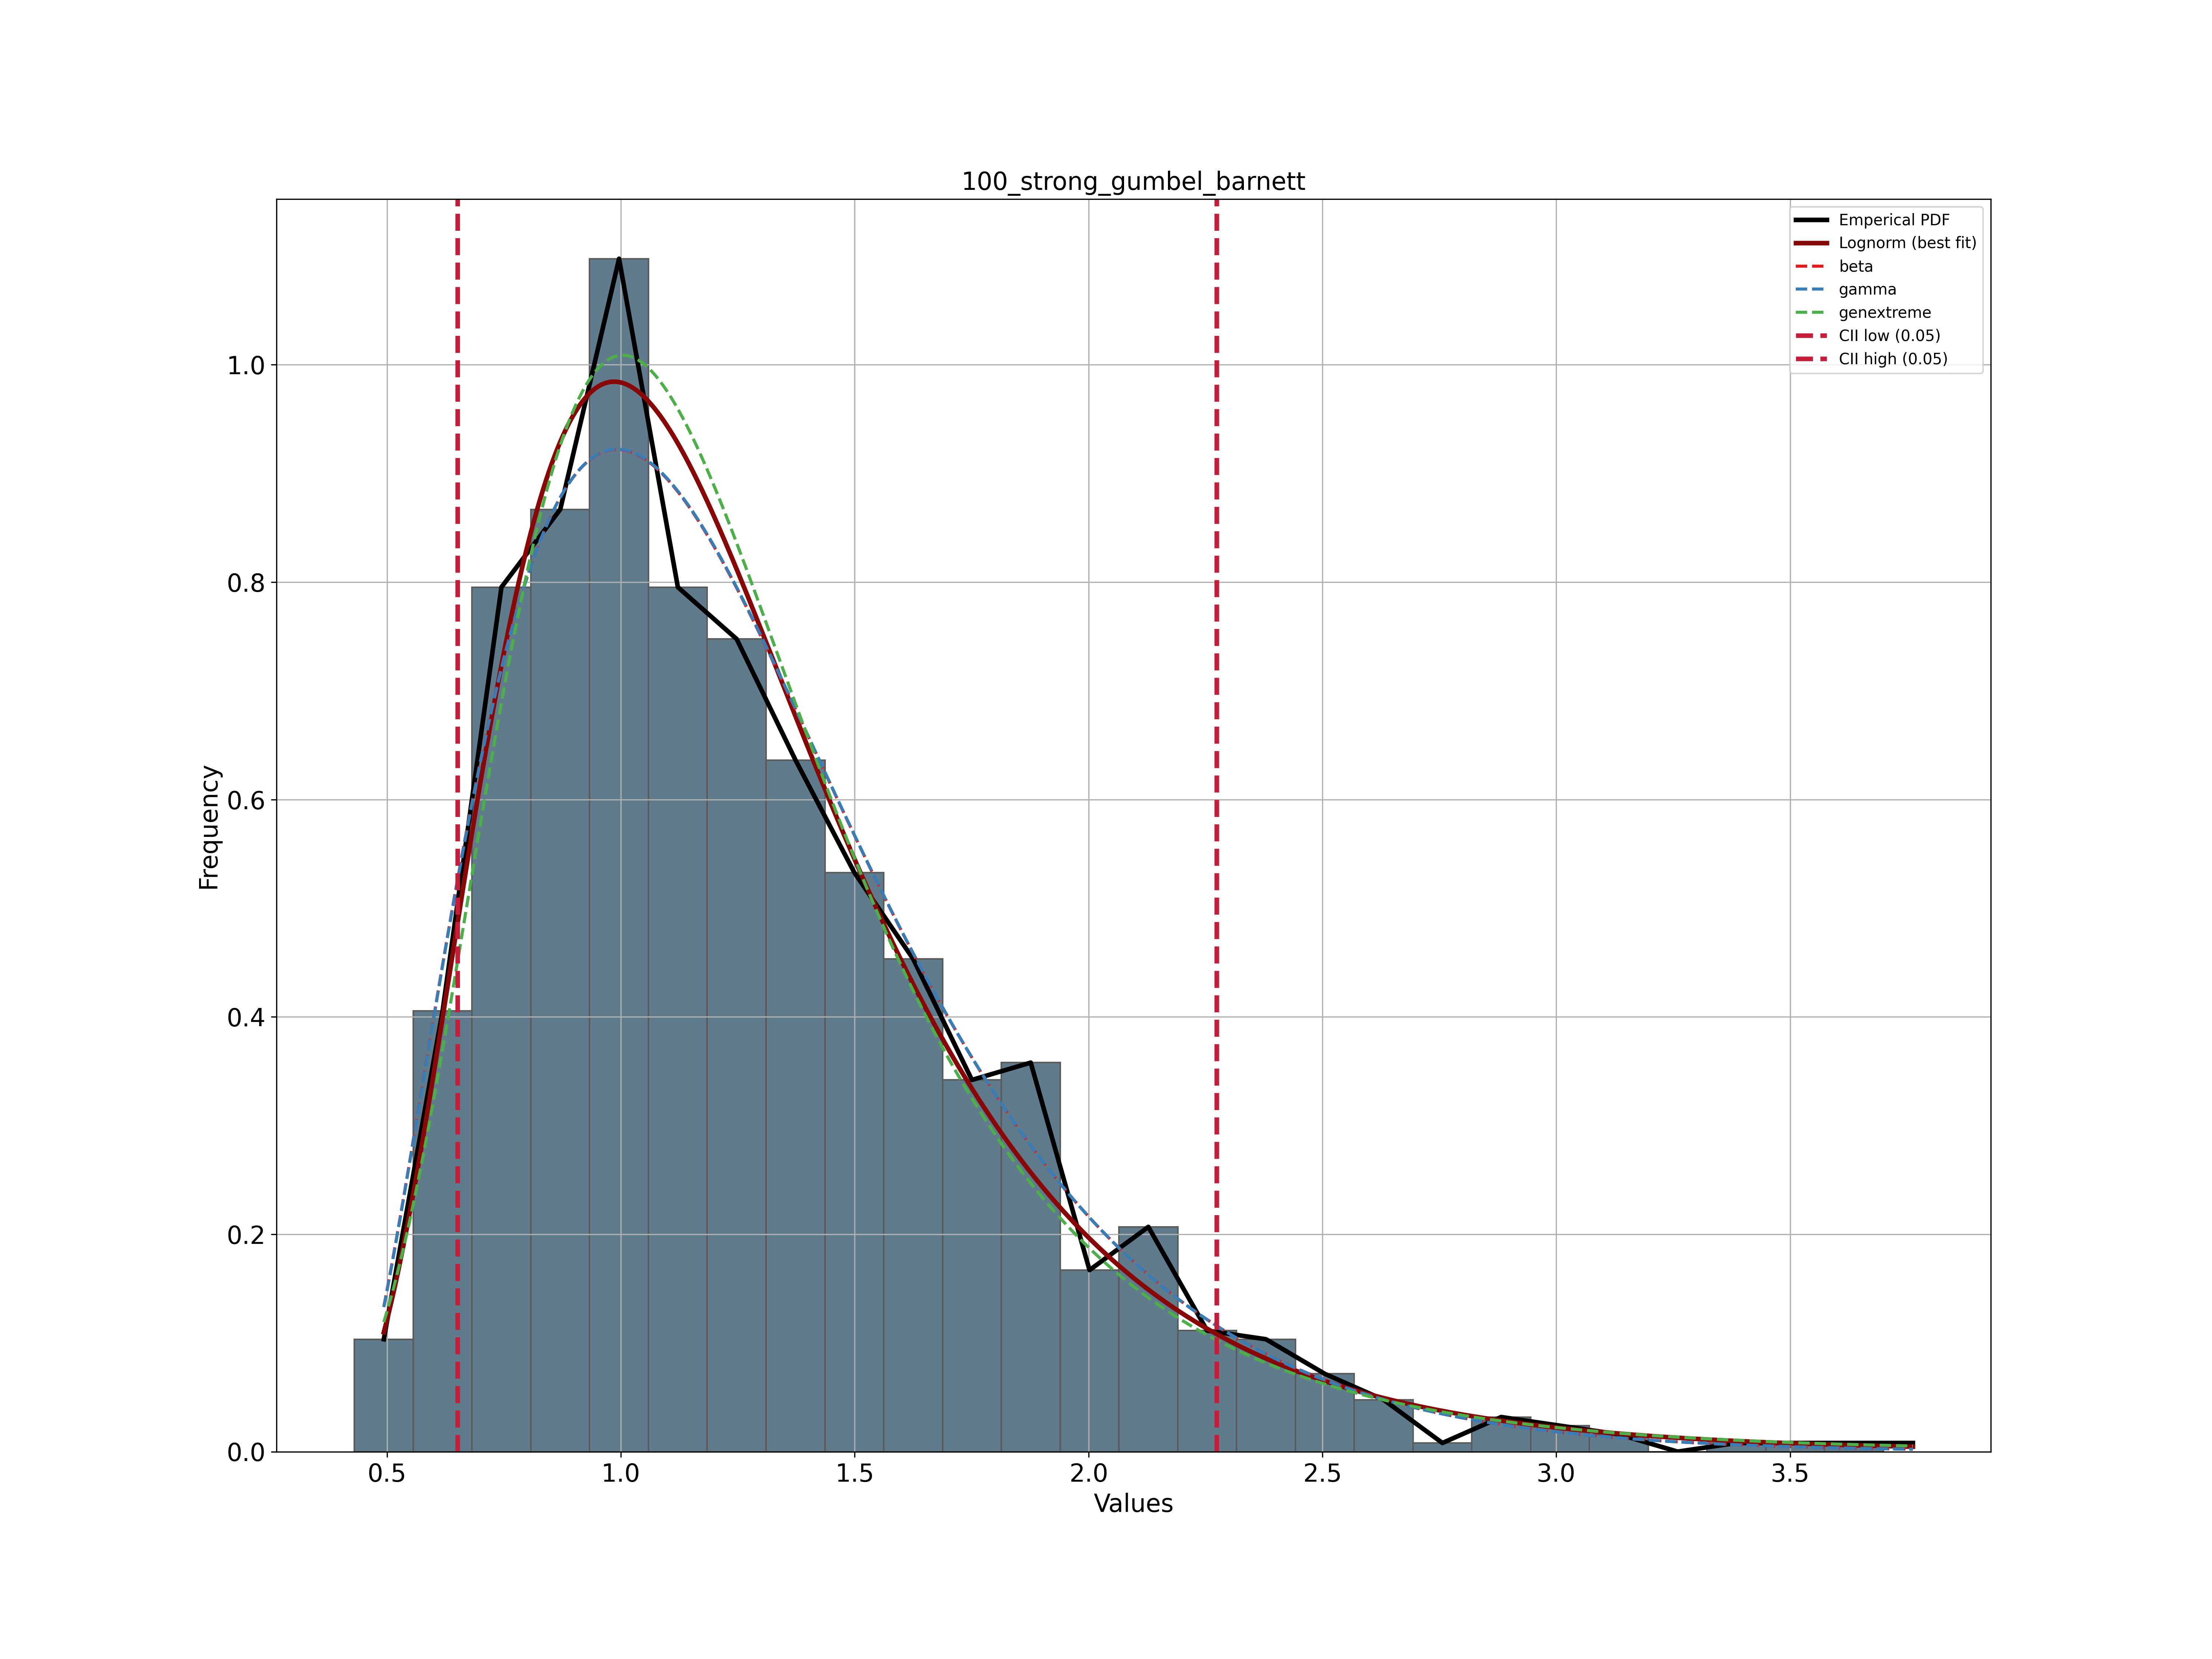 100_strong_gumbel_barnett
Emperical PDF
Lognorm (best fit)
beta
gamma
genextreme
CII low (0.05)
CII high (0.05)
1.0
0.8
0.6
0.4
0.2
0.0
Frequency
0.5 1.0 1.5 2.0 2.5 3.0 3.5
Values